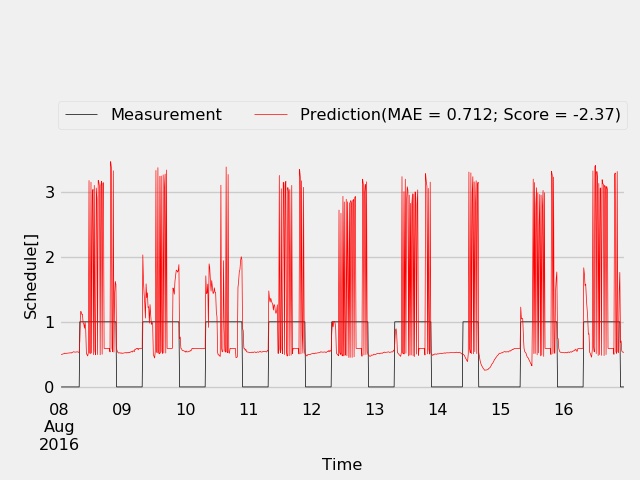 Measurement
Prediction(MAE = 0.712; Score = -2.37)
3
2
1
0
Schedule[]
08 09 10 11 12 13 14 15 16
Aug
2016
Time